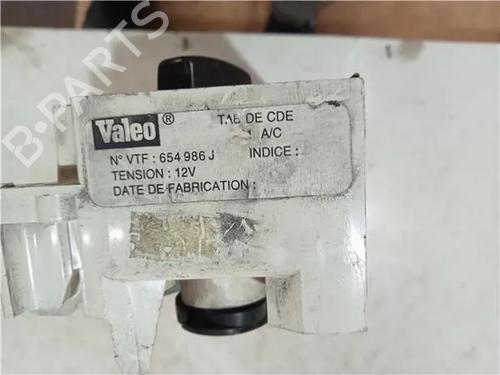 Valeo ® TAB DE CDE
A/C
N° VTF : 654 986 J INDICE :
TENSION : 12V
DATE DE FABRICATION :
B-PARTS